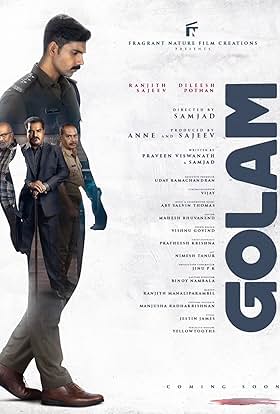 FRAGRANT NATURE FILM CREATIONS
PRESENTS
RANJITH
SAJEEV
DILEESH
POTHAN
DIRECTED BY
SAMJAD
PRODUCED BY
ANNE AND SAJEEV
WRITTEN BY
PRAVEEN VISWANATH
& SAMJAD
UDAY RAMACHANDRAN
VIJAY
ABY SALVIN THOMAS
MAHESH BHUVANEND
VISHNU GOVIND
PRATHEESH KRISHNA
NIMESH TANUR
JINU P K
BINOY NAMBALA
RANJITH MANALIPARAMBIL
MANJUSHA RADHAKRISHNAN
JESTIN JAMES
YELLOWTOOTHS
GOLAM
COMING SOON